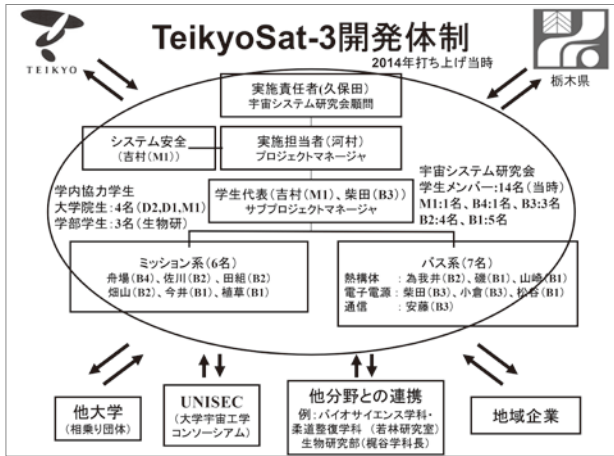 TeikyoSat-3開発体制
2014年打ち上げ当時
TEIKYO
栃木県
実施責任者(久保田)
宇宙システム研究会顧問
システム安全
(吉村(M1))
実施担当者(河村)
プロジェクトマネージャ
学生代表(吉村(M1)、柴田(B3))
サブプロジェクトマネージャ
宇宙システム研究会
学生メンバー:14名(当時)
M1:1名、B4:1名、B3:3名
B2:4名、B1:5名
学内協力学生
大学院生:4名(D2,D1,M1)
学部学生:3名(生物研)
ミッション系(6名)
舟場(B4)、佐川(B2)、田組(B2)
畑山(B2)、今井(B1)、植草(B1)
バス系(7名)
熱構体 :為我井(B2)、磯(B1)、山崎(B1)
電子電源:柴田(B3)、小倉(B3)、松谷(B1)
通信 :安藤(B3)
他大学
(相乗り団体)
UNISEC
(大学宇宙工学
コンソーシアム)
他分野との連携
例:バイオサイエンス学科・
柔道整復学科 (若林研究室)
生物研究部(梶谷学科長)
地域企業